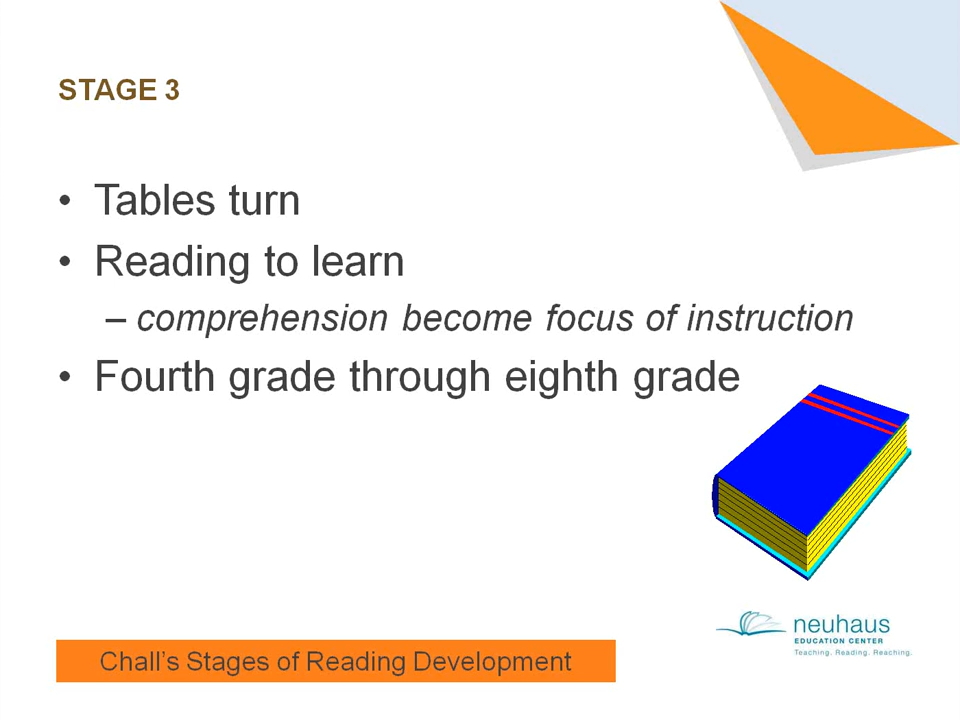 STAGE 3
• Tables turn
• Reading to learn
– comprehension become focus of instruction
• Fourth grade through eighth grade
neuhaus
EDUCATION CENTER
Teaching. Reading. Reaching.
Chall's Stages of Reading Development